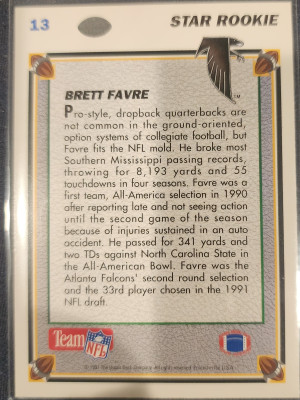 13
STAR ROOKIE
TM
BRETT FAVRE
Pro-style, dropback quarterbacks are
not common in the ground-oriented,
option systems of collegiate football, but
Favre fits the NFL mold. He broke most
Southern Mississippi passing records,
throwing for 8,193 yards and 55
touchdowns in four seasons. Favre was a
first team, All-America selection in 1990
after reporting late and not seeing action
until the second game of the season
because of injuries sustained in an auto
accident. He passed for 341 yards and
two TDs against North Carolina State in
the All-American Bowl. Favre was the
Atlanta Falcons' second round selection
and the 33rd player chosen in the 1991
NFL draft.
Team NFL